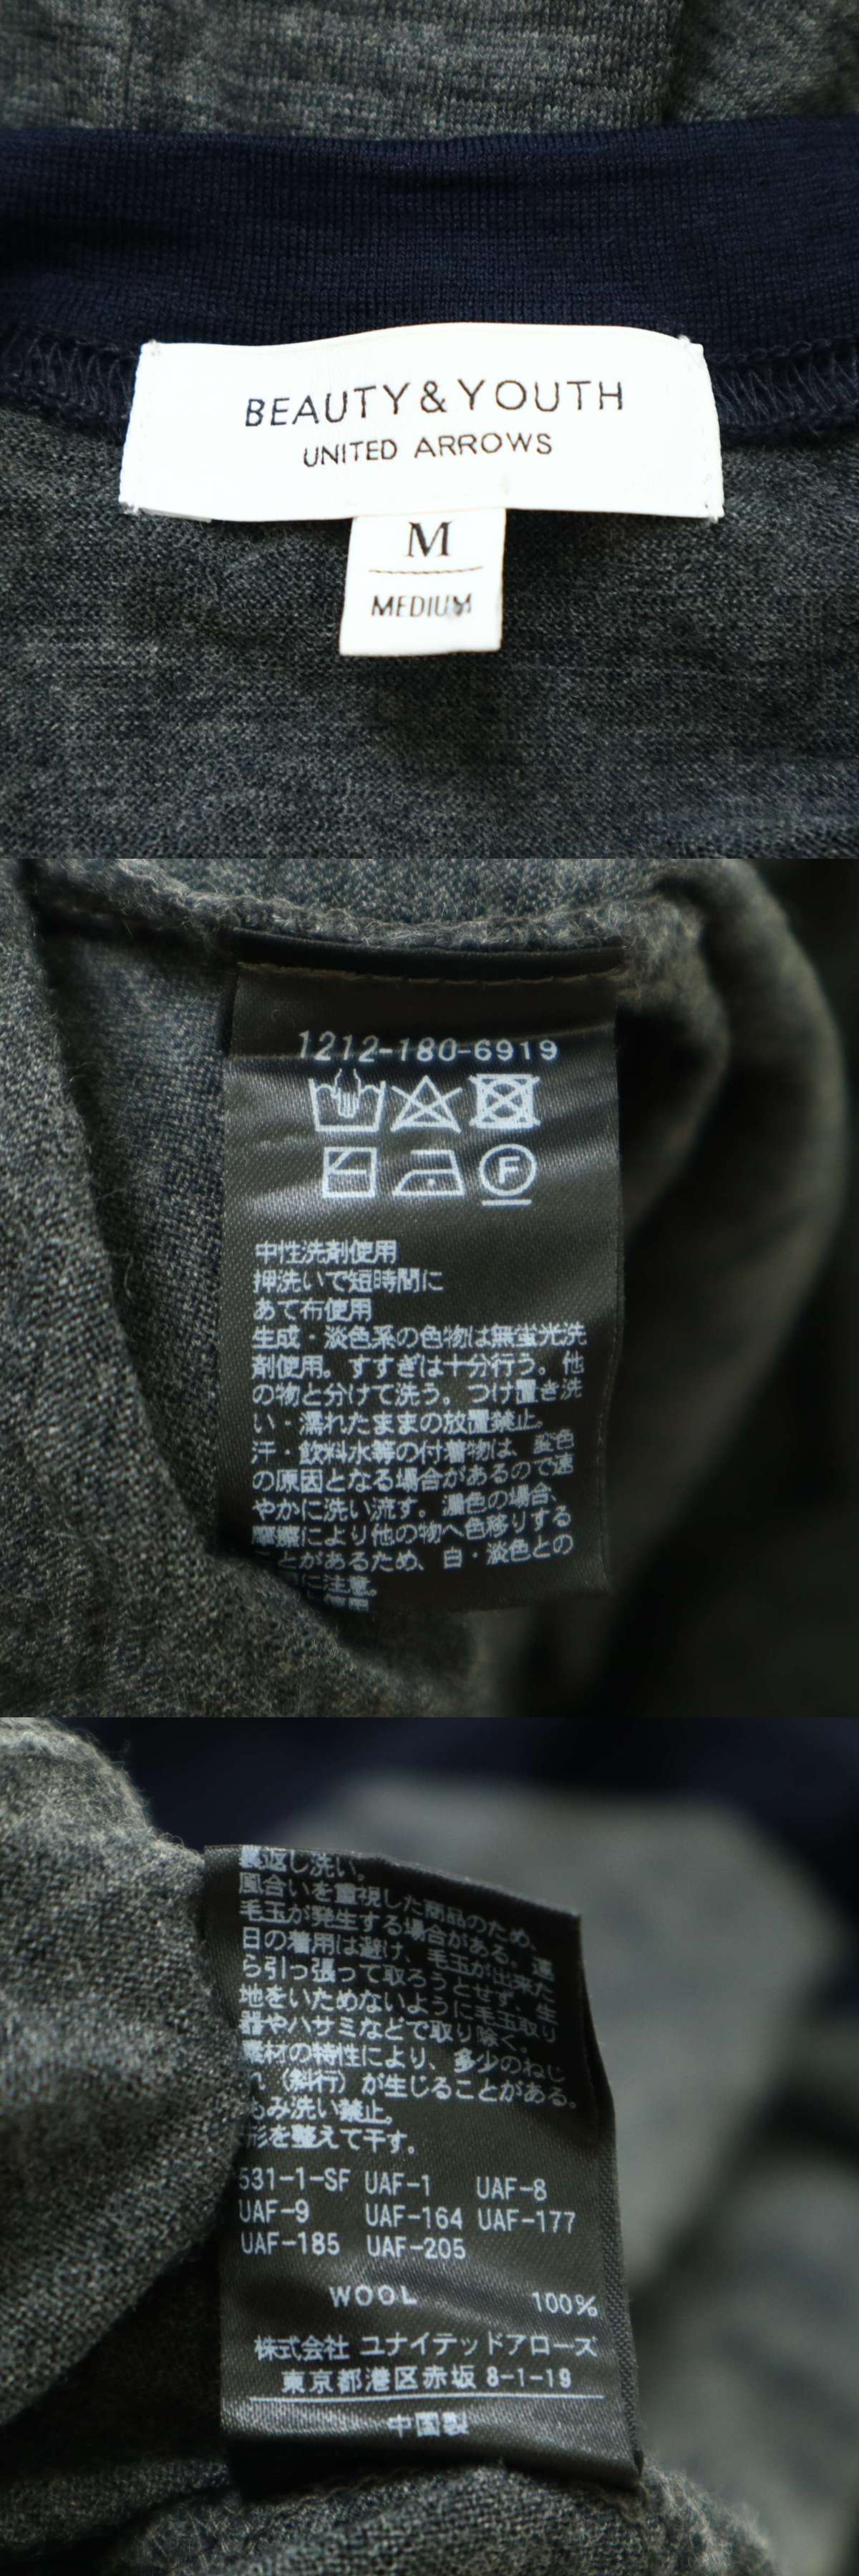 BEAUTY&YOUTH
UNITED ARROWS
M
MEDIUM
1212-180-6919
F
中性洗剤使用
押洗いで短時間に
あて布使用
生成・淡色系の色物は無蛍光洗
剤使用。すすぎは十分行う。他
の物と分けて洗う。つけ置き洗
い・濡れたままの放置禁止。
汗・飲料水等の付着物は、変色
の原因となる場合があるので速
やかに洗い流す。濃色の場合、
摩擦により他の物へ色移りする
ことがあるため、白・淡色との
に注意。
使用
裏返し洗い。
風合いを重視した商品のため、
毛玉が発生する場合がある。連
日の着用は避け、毛玉が出来た
ら引っ張って取ろうとせず、生
地をいためないように毛玉取り
器やハサミなどで取り除く。
素材の特性により、多少のねじ
れ（斜行）が生じることがある。
もみ洗い禁止。
形を整えて干す。
531-1-SF UAF-1 UAF-8
UAF-9 UAF-164 UAF-177
UAF-185 UAF-205
WOOL 100%
株式会社 ユナイテッドアローズ
東京都港区赤坂 8-1-19
中国製